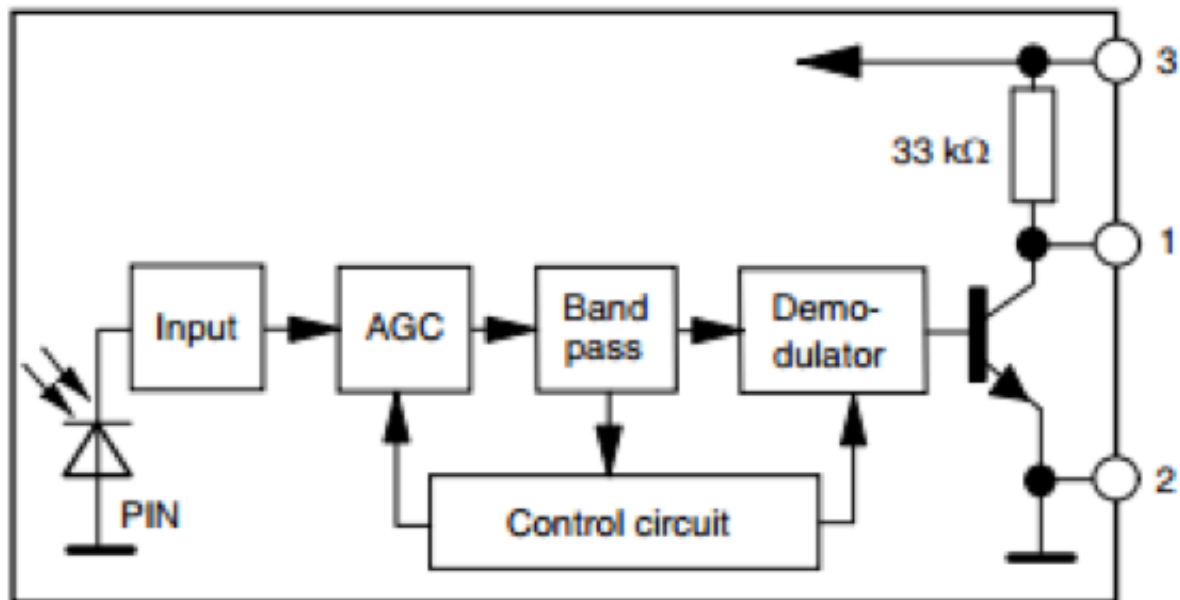 3
33 kΩ
1
Input
AGC
Band
pass
Demo-
dulator
2
PIN
Control circuit